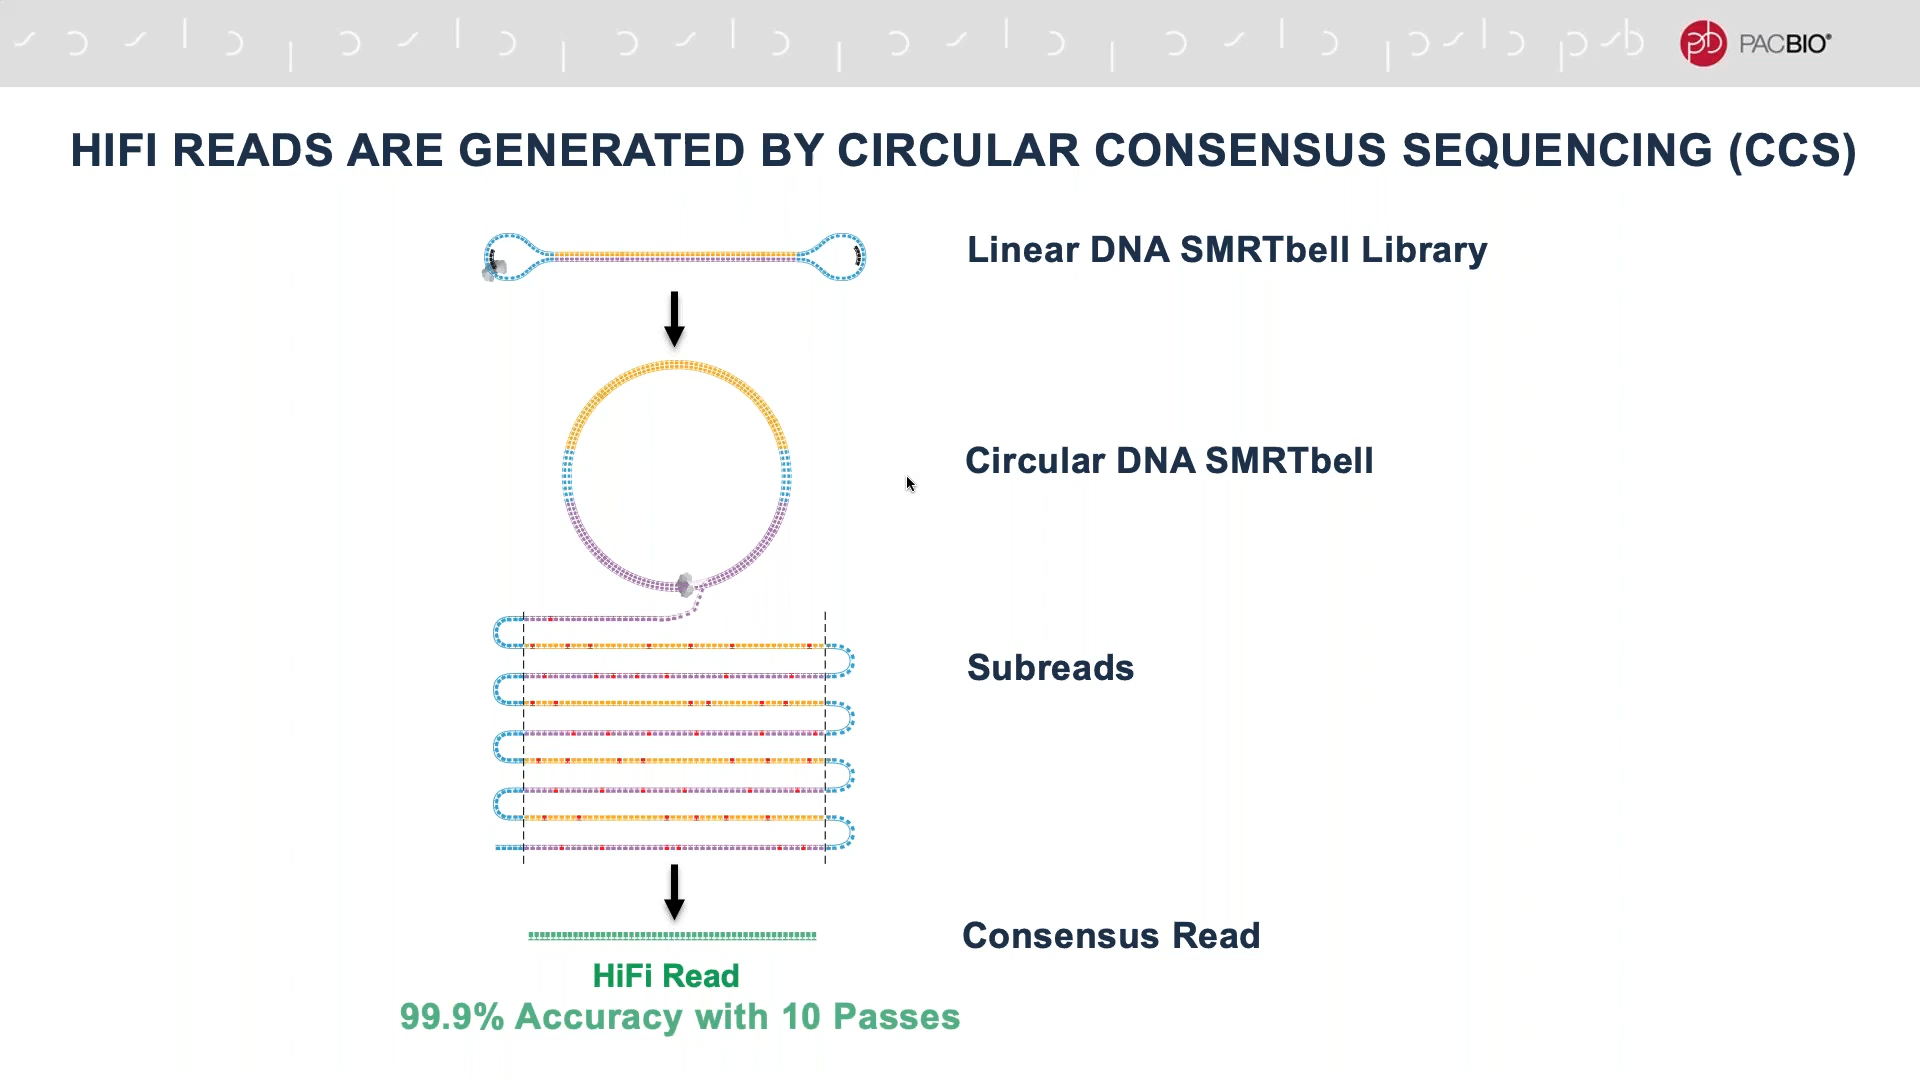 PACBIO®
HIFI READS ARE GENERATED BY CIRCULAR CONSENSUS SEQUENCING (CCS)
Linear DNA SMRTbell Library
Circular DNA SMRTbell
Subreads
Consensus Read
HiFi Read
99.9% Accuracy with 10 Passes